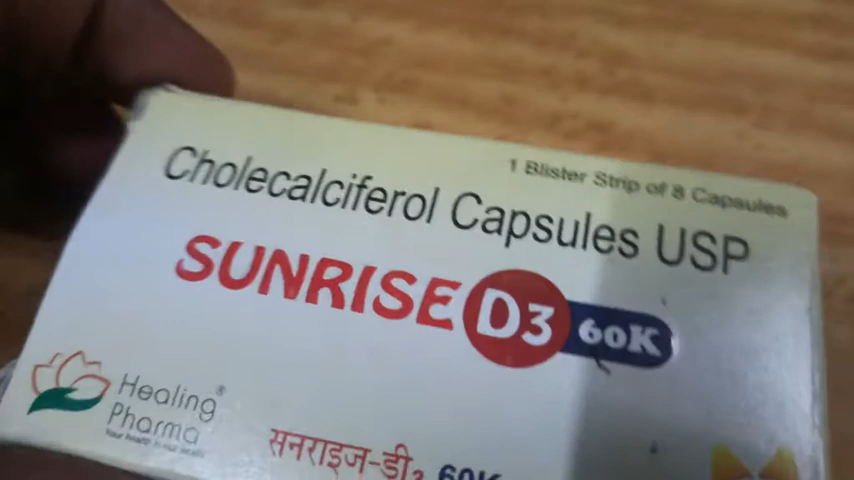 1 Blister Strip of 8 Capsules
Cholecalciferol Capsules USP
SUNRISE D3 60K
Healing®
Pharma
सनराइज-डी₃ 60K